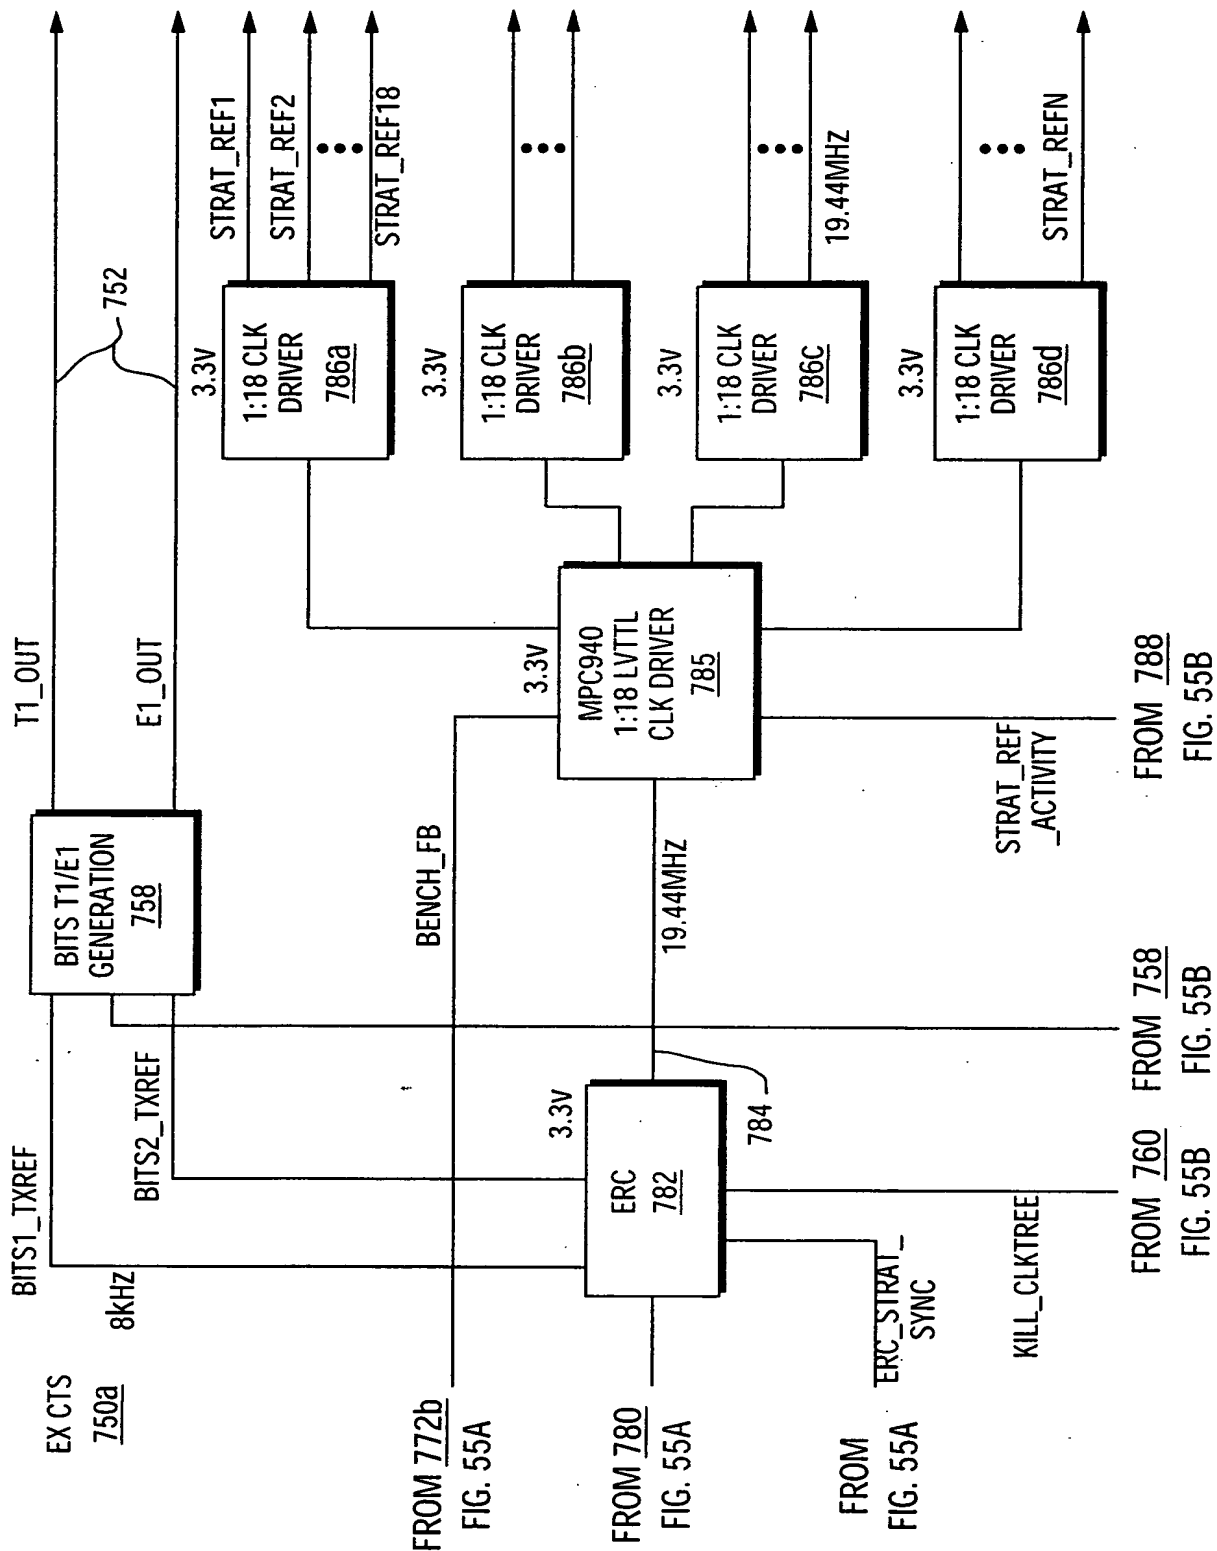 EX CTS
750a
BITS1_TXREF
8kHZ
BITS2_TXREF
BITS T1/E1
GENERATION
758
T1_OUT
E1_OUT
752
FROM 772b
FIG. 55A
BENCH_FB
FROM 780
FIG. 55A
3.3V
ERC
782
784
19.44MHZ
3.3V
MPC940
1:18 LVTTL
CLK DRIVER
785
3.3V
1:18 CLK
DRIVER
786a
STRAT_REF1
STRAT_REF2
STRAT_REF18
3.3V
1:18 CLK
DRIVER
786b
3.3V
1:18 CLK
DRIVER
786c
19.44MHZ
3.3V
1:18 CLK
DRIVER
786d
STRAT_REFN
FROM
FIG. 55A
ERC_STRAT_
SYNC
KILL_CLKTREE
FROM 760
FIG. 55B
FROM 758
FIG. 55B
STRAT_REF
_ACTIVITY
FROM 788
FIG. 55B